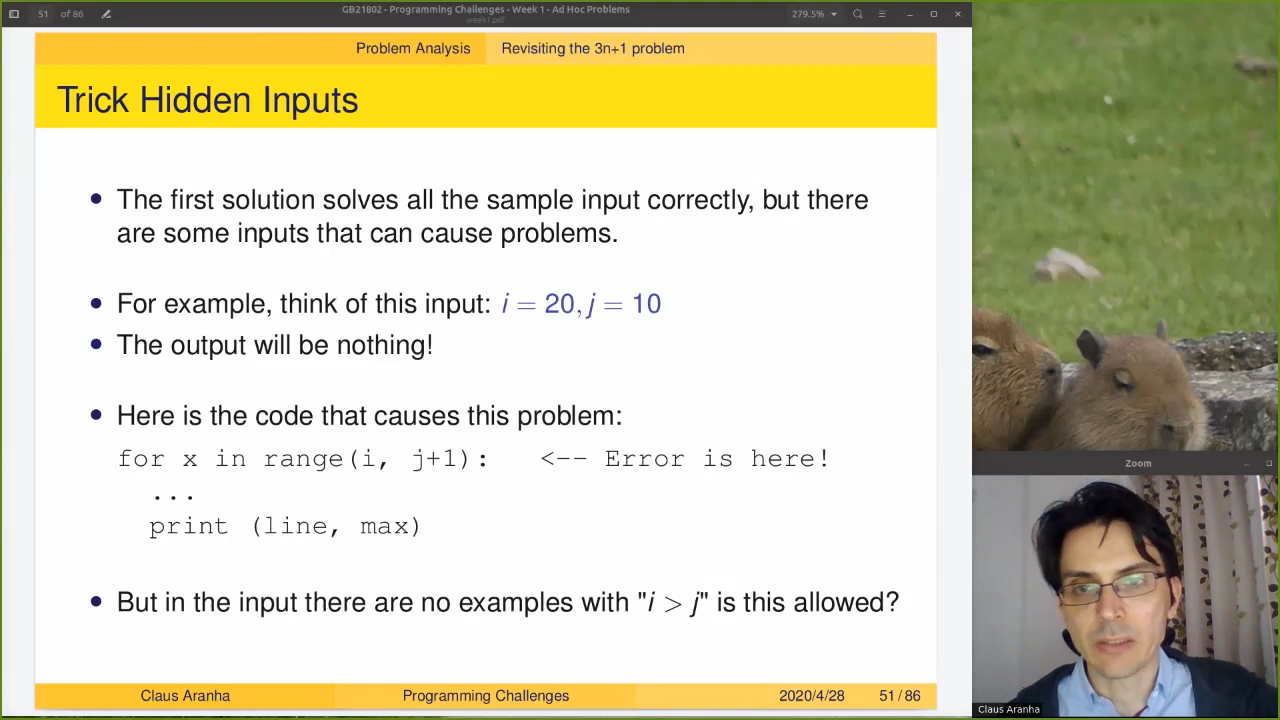 51 of 86
GB21802 - Programming Challenges - Week 1 - Ad Hoc Problems
week1.pdf
279.5%
Problem Analysis
Revisiting the 3n+1 problem
Trick Hidden Inputs
The first solution solves all the sample input correctly, but there
are some inputs that can cause problems.
For example, think of this input: i = 20, j = 10
The output will be nothing!
Here is the code that causes this problem:
for x in range(i, j+1): <-- Error is here!
...
print (line, max)
But in the input there are no examples with "i > j" is this allowed?
Claus Aranha
Programming Challenges
2020/4/28
51 / 86
Zoom
Claus Aranha